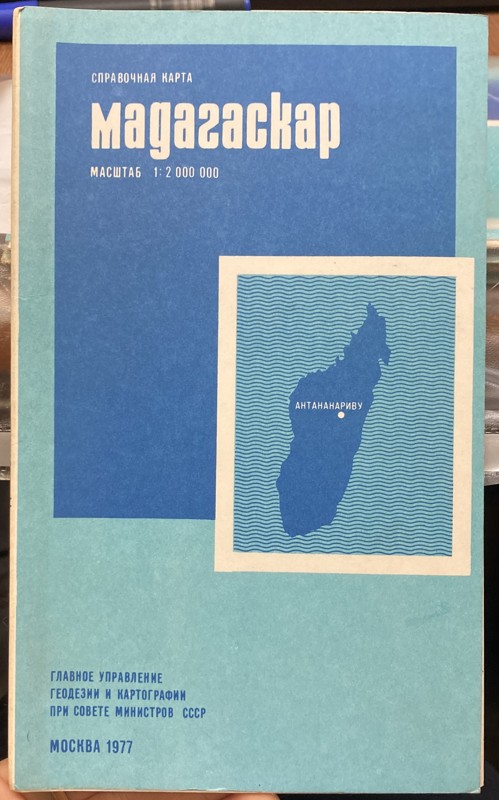 СПРАВОЧНАЯ КАРТА
мадагаскар
МАСШТАБ 1:2 000 000
АНТАНАНАРИВУ
ГЛАВНОЕ УПРАВЛЕНИЕ
ГЕОДЕЗИИ И КАРТОГРАФИИ
ПРИ СОВЕТЕ МИНИСТРОВ СССР
МОСКВА 1977